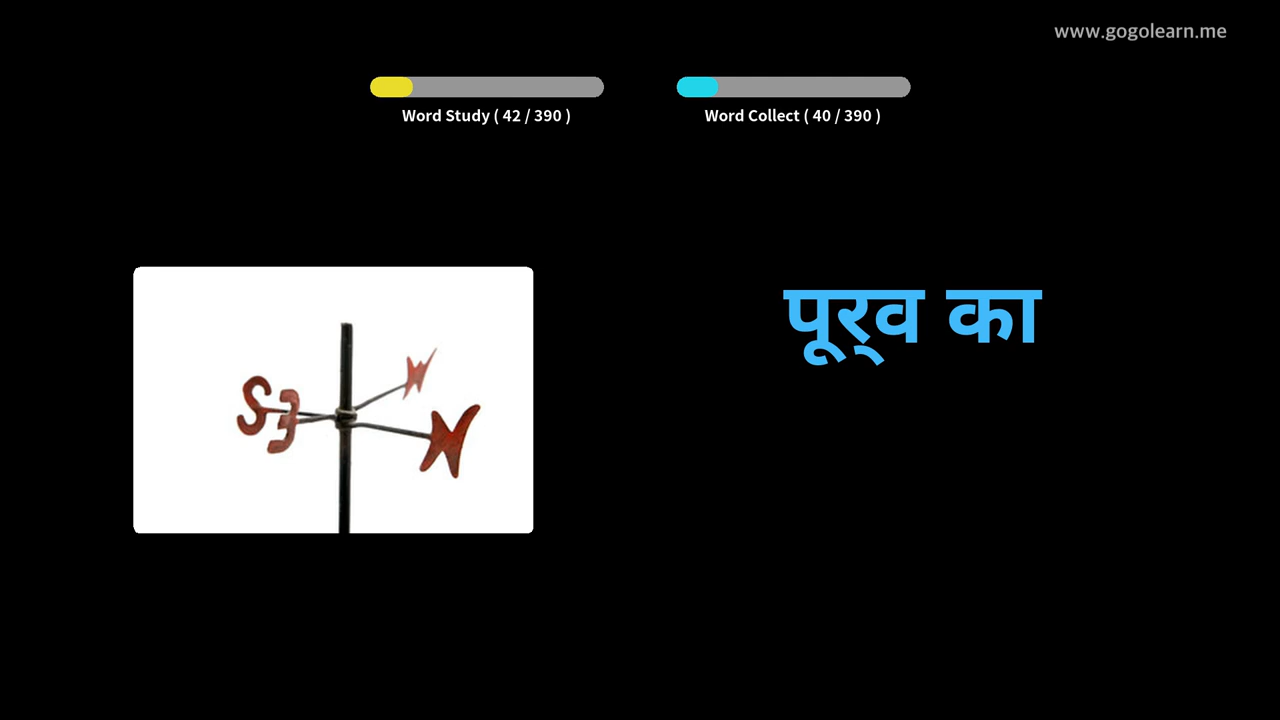 www.gogolearn.me
Word Study ( 42 / 390 )
Word Collect ( 40 / 390 )
पूर्‌व का
S E W N